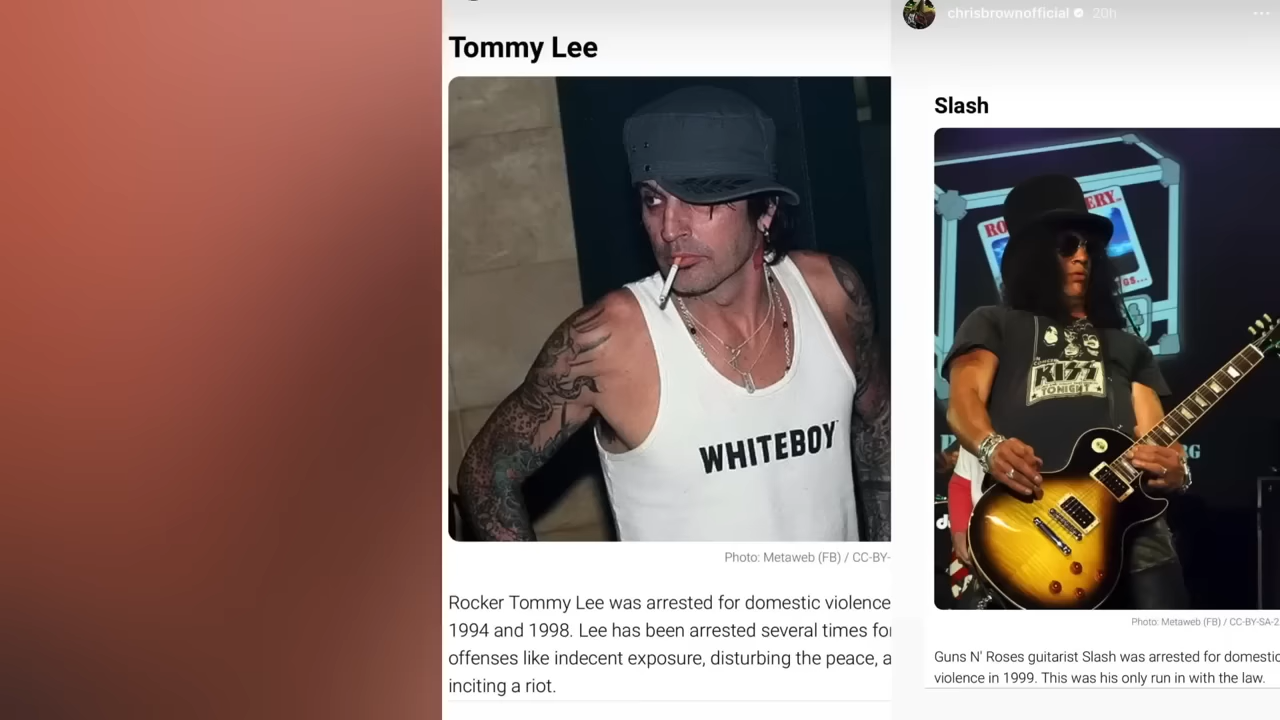 Tommy Lee
WHITEBOY
Photo: Metaweb (FB) / CC-BY-
Rocker Tommy Lee was arrested for domestic violence
1994 and 1998. Lee has been arrested several times for
offenses like indecent exposure, disturbing the peace, a
inciting a riot.
chrisbrownofficial 20h
Slash
KISS
TONIGHT
Photo: Metaweb (FB) / CC-BY-SA-2
Guns N' Roses guitarist Slash was arrested for domestic
violence in 1999. This was his only run in with the law.